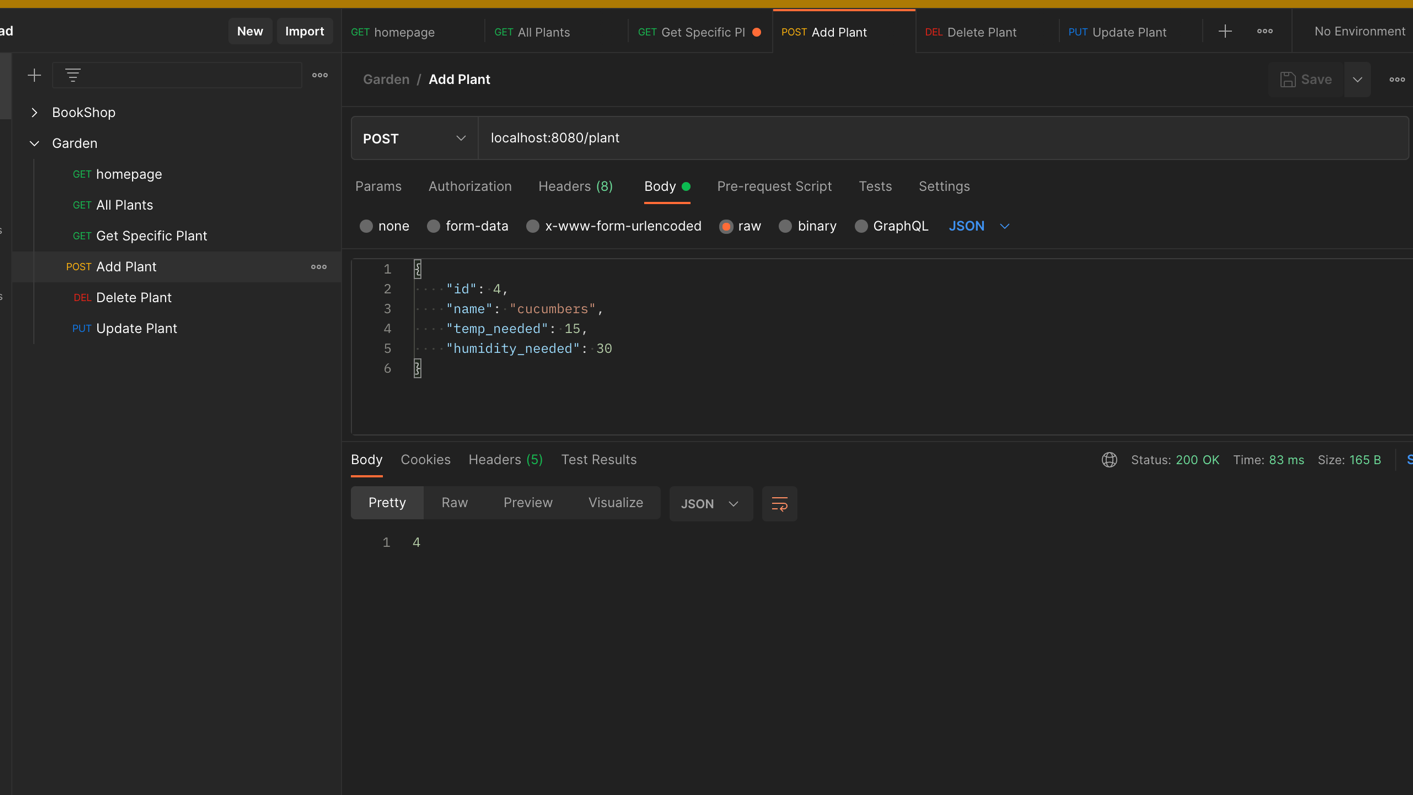 ad
New
Import
GET homepage
GET All Plants
GET Get Specific Pl
POST Add Plant
DEL Delete Plant
PUT Update Plant
No Environment
Garden / Add Plant
Save
BookShop
Garden
GET homepage
GET All Plants
GET Get Specific Plant
POST Add Plant
DEL Delete Plant
PUT Update Plant
s
s
POST
localhost:8080/plant
Params
Authorization
Headers (8)
Body
Pre-request Script
Tests
Settings
none
form-data
x-www-form-urlencoded
raw
binary
GraphQL
JSON
1 {
2 "id": 4,
3 "name": "cucumbers",
4 "temp_needed": 15,
5 "humidity_needed": 30
6 }
Body
Cookies
Headers (5)
Test Results
Status: 200 OK
Time: 83 ms
Size: 165 B
S
Pretty
Raw
Preview
Visualize
JSON
1 4